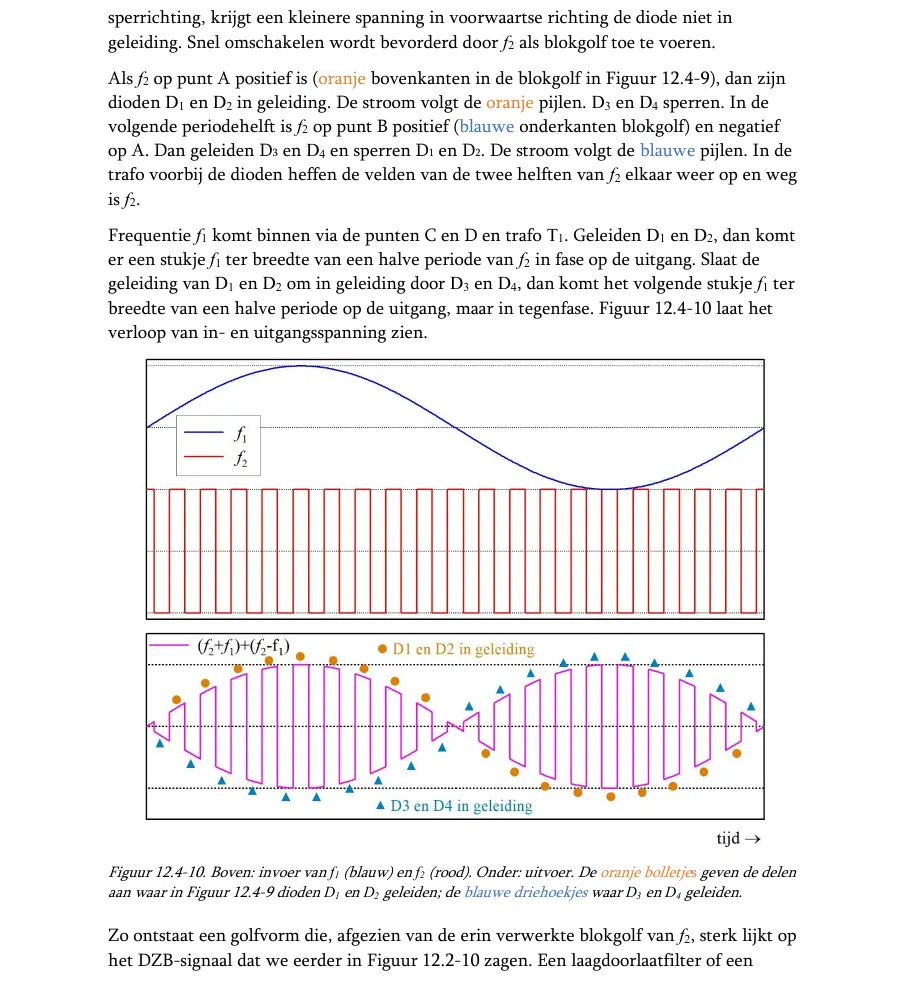 sperrichting, krijgt een kleinere spanning in voorwaartse richting de diode niet in
geleiding. Snel omschakelen wordt bevorderd door f2 als blokgolf toe te voeren.
Als f2 op punt A positief is (oranje bovenkanten in de blokgolf in Figuur 12.4-9), dan zijn
dioden D1 en D2 in geleiding. De stroom volgt de oranje pijlen. D3 en D4 sperren. In de
volgende periodehelft is f2 op punt B positief (blauwe onderkanten blokgolf) en negatief
op A. Dan geleiden D3 en D4 en sperren D1 en D2. De stroom volgt de blauwe pijlen. In de
trafo voorbij de dioden heffen de velden van de twee helften van f2 elkaar weer op en weg
is f2.
Frequentie f1 komt binnen via de punten C en D en trafo T1. Geleiden D1 en D2, dan komt
er een stukje f1 ter breedte van een halve periode van f2 in fase op de uitgang. Slaat de
geleiding van D1 en D2 om in geleiding door D3 en D4, dan komt het volgende stukje f1 ter
breedte van een halve periode op de uitgang, maar in tegenfase. Figuur 12.4-10 laat het
verloop van in- en uitgangsspanning zien.
f1
f2
(f2+f1)+(f2-f1)
D1 en D2 in geleiding
D3 en D4 in geleiding
tijd →
Figuur 12.4-10. Boven: invoer van f1 (blauw) en f2 (rood). Onder: uitvoer. De oranje bolletjes geven de delen
aan waar in Figuur 12.4-9 dioden D1 en D2 geleiden; de blauwe driehoekjes waar D3 en D4 geleiden.
Zo ontstaat een golfvorm die, afgezien van de erin verwerkte blokgolf van f2, sterk lijkt op
het DZB-signaal dat we eerder in Figuur 12.2-10 zagen. Een laagdoorlaatfilter of een